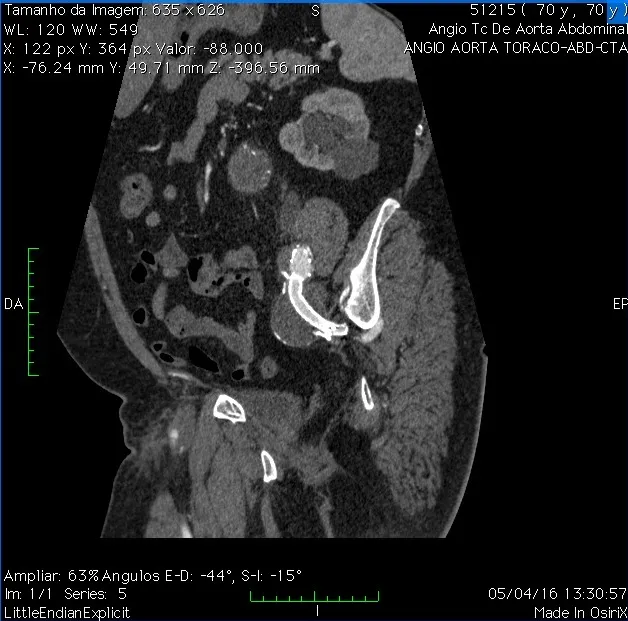 Tamanho da Imagem: 635 x 626
WL: 120 WW: 549
X: 122 px Y: 364 px Valor: -88.000
X: -76.24 mm Y: 49.71 mm Z: -396.56 mm
S
51215 ( 70 y , 70 y )
Angio Tc De Aorta Abdominal
ANGIO AORTA TORACO-ABD-CTA
DA
EP
Ampliar: 63% Angulos E-D: -44°, S-I: -15°
Im: 1/1 Series: 5
LittleEndianExplicit
I
05/04/16 13:30:57
Made In OsiriX